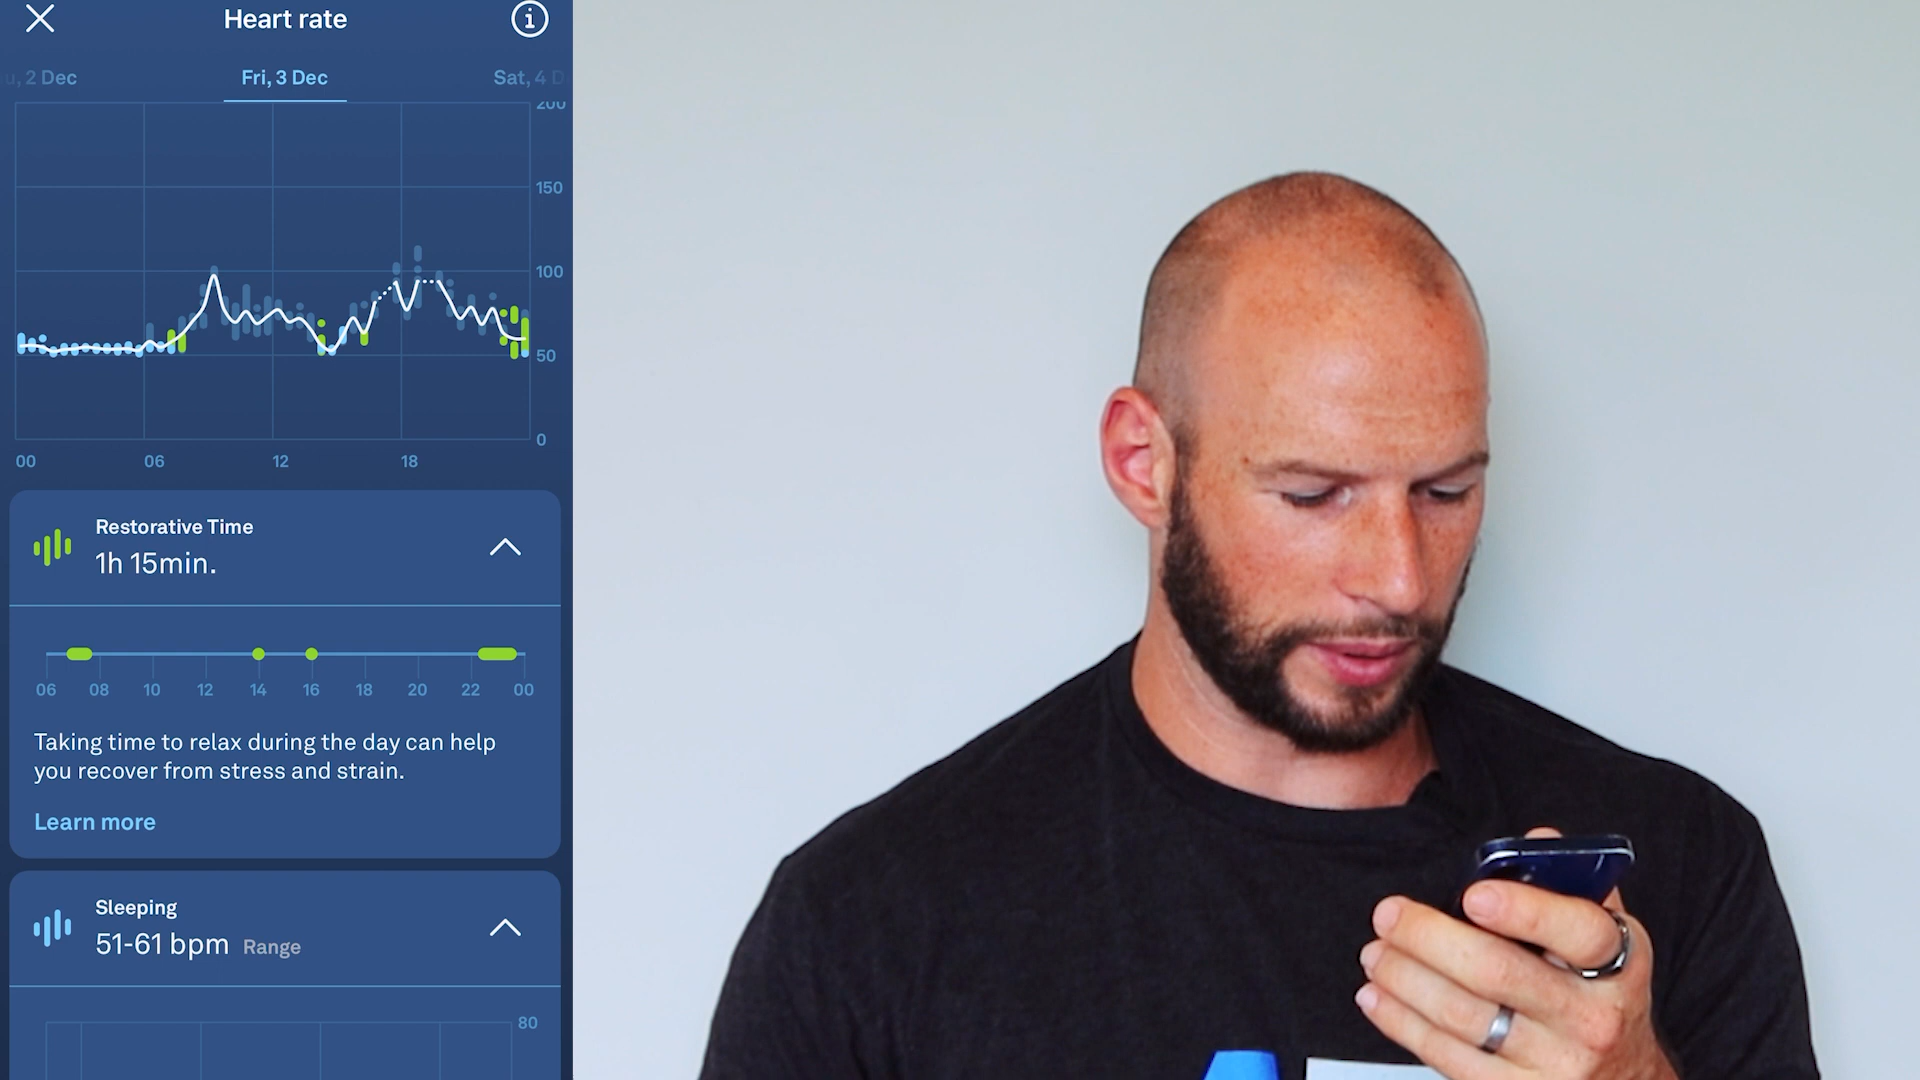 Heart rate
2 Dec
Fri, 3 Dec
Sat, 4 D
200
150
100
50
0
00 06 12 18
Restorative Time
1h 15min.
06 08 10 12 14 16 18 20 22 00
Taking time to relax during the day can help
you recover from stress and strain.
Learn more
Sleeping
51-61 bpm Range
80